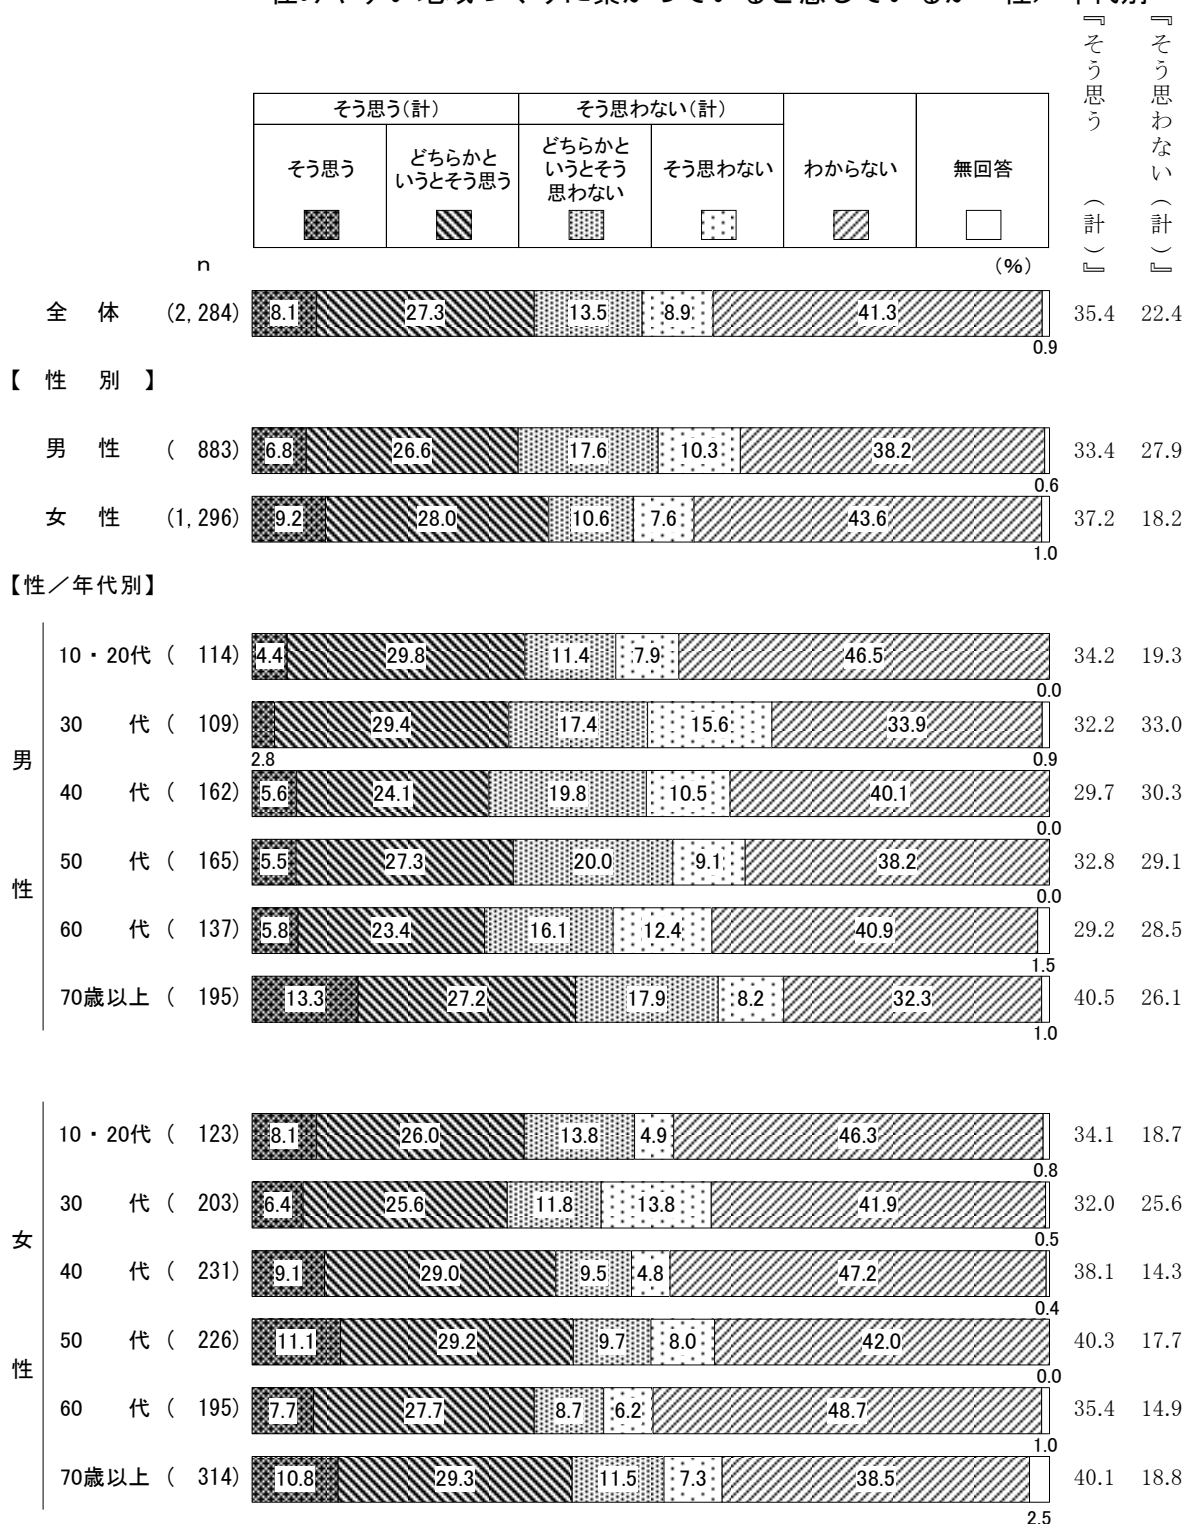 『そう思う（計）』
『そう思わない（計）』
そう思う（計） そう思わない（計）
そう思う どちらかというとそう思う どちらかというとそう思わない そう思わない わからない 無回答
n （％）
全体 (2,284) 8.1 27.3 13.5 8.9 41.3 0.9 35.4 22.4
【性別】
男性 ( 883) 6.8 26.6 17.6 10.3 38.2 0.6 33.4 27.9
女性 (1,296) 9.2 28.0 10.6 7.6 43.6 1.0 37.2 18.2
【性／年代別】
男性
10・20代 ( 114) 4.4 29.8 11.4 7.9 46.5 0.0 34.2 19.3
30代 ( 109) 2.8 29.4 17.4 15.6 33.9 0.9 32.2 33.0
40代 ( 162) 5.6 24.1 19.8 10.5 40.1 0.0 29.7 30.3
50代 ( 165) 5.5 27.3 20.0 9.1 38.2 0.0 32.8 29.1
60代 ( 137) 5.8 23.4 16.1 12.4 40.9 1.5 29.2 28.5
70歳以上 ( 195) 13.3 27.2 17.9 8.2 32.3 1.0 40.5 26.1
女性
10・20代 ( 123) 8.1 26.0 13.8 4.9 46.3 0.8 34.1 18.7
30代 ( 203) 6.4 25.6 11.8 13.8 41.9 0.5 32.0 25.6
40代 ( 231) 9.1 29.0 9.5 4.8 47.2 0.4 38.1 14.3
50代 ( 226) 11.1 29.2 9.7 8.0 42.0 0.0 40.3 17.7
60代 ( 195) 7.7 27.7 8.7 6.2 48.7 1.0 35.4 14.9
70歳以上 ( 314) 10.8 29.3 11.5 7.3 38.5 2.5 40.1 18.8